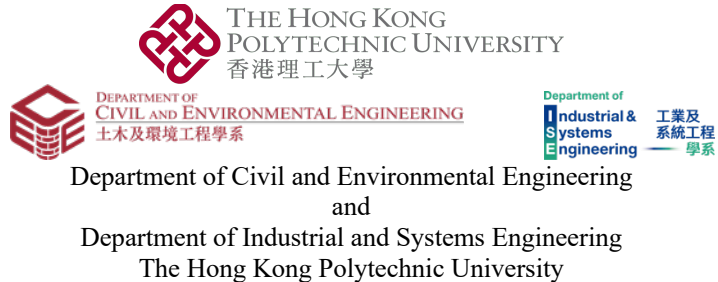 THE HONG KONG
POLYTECHNIC UNIVERSITY
香港理工大學
DEPARTMENT OF
CIVIL AND ENVIRONMENTAL ENGINEERING
土木及環境工程學系
Department of
Industrial &
Systems
Engineering
工業及
系統工程
學系
Department of Civil and Environmental Engineering
and
Department of Industrial and Systems Engineering
The Hong Kong Polytechnic University